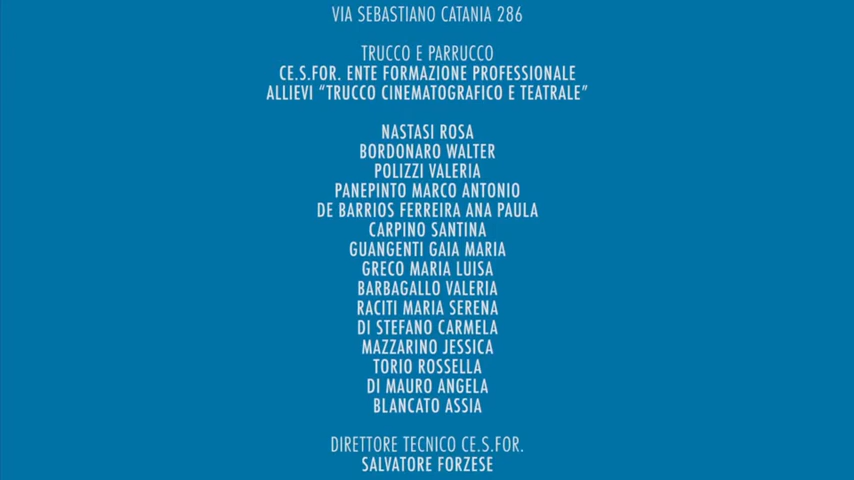 VIA SEBASTIANO CATANIA 286
TRUCCO E PARRUCCO
CE.S.FOR. ENTE FORMAZIONE PROFESSIONALE
ALLIEVI “TRUCCO CINEMATOGRAFICO E TEATRALE”
NASTASI ROSA
BORDONARO WALTER
POLIZZI VALERIA
PANEPINTO MARCO ANTONIO
DE BARRIOS FERREIRA ANA PAULA
CARPINO SANTINA
GUANGENTI GAIA MARIA
GRECO MARIA LUISA
BARBAGALLO VALERIA
RACITI MARIA SERENA
DI STEFANO CARMELA
MAZZARINO JESSICA
TORIO ROSSELLA
DI MAURO ANGELA
BLANCATO ASSIA
DIRETTORE TECNICO CE.S.FOR.
SALVATORE FORZESE